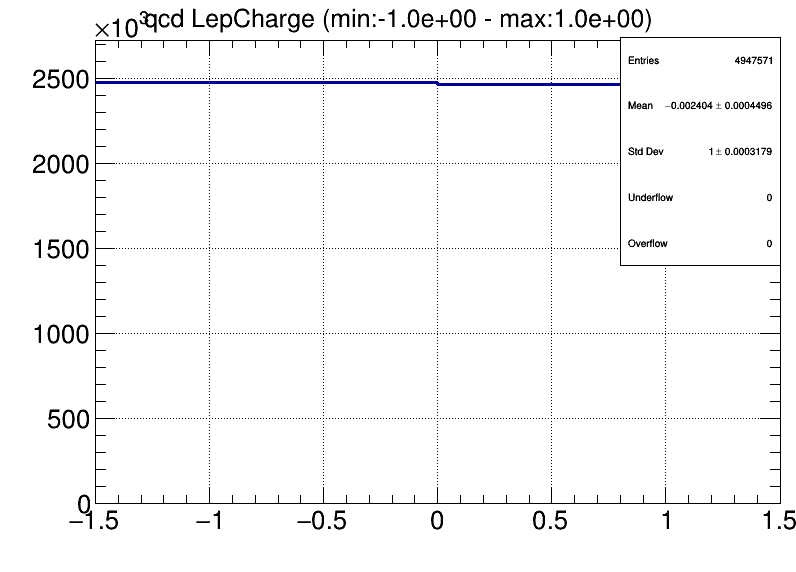 ×10³
qcd LepCharge (min:-1.0e+00 - max:1.0e+00)
Entries 4947571
Mean −0.002404 ± 0.0004496
Std Dev 1 ± 0.0003179
Underflow 0
Overflow 0
2500
2000
1500
1000
500
0
−1.5 −1 −0.5 0 0.5 1 1.5